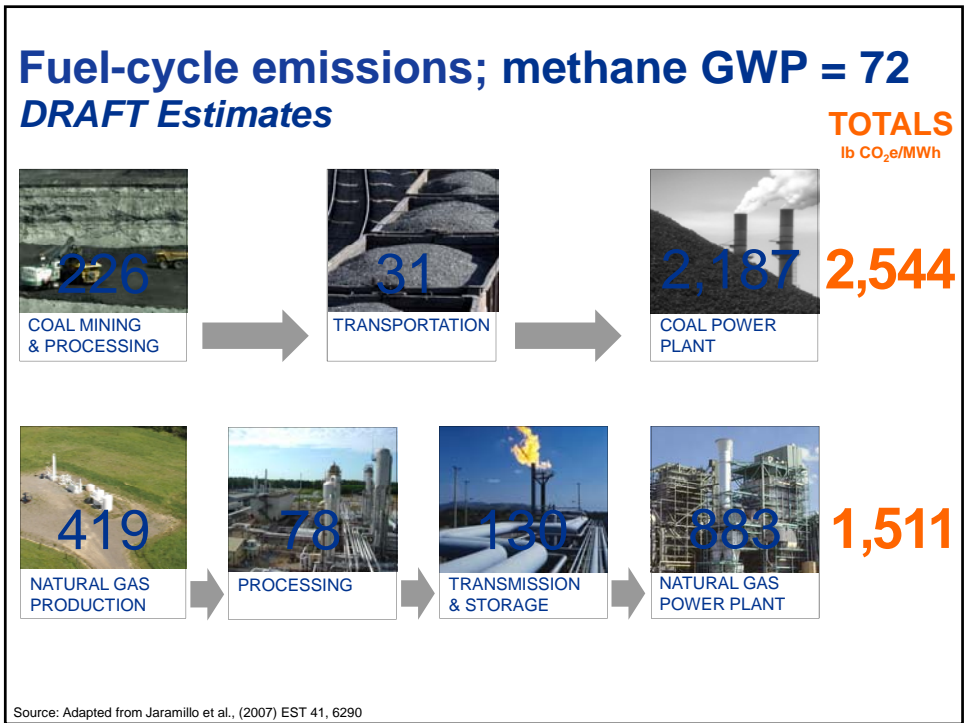 Fuel-cycle emissions; methane GWP = 72
DRAFT Estimates
TOTALS
lb CO₂e/MWh
226
31
2,187
2,544
COAL MINING
& PROCESSING
TRANSPORTATION
COAL POWER
PLANT
419
78
130
883
1,511
NATURAL GAS
PRODUCTION
PROCESSING
TRANSMISSION
& STORAGE
NATURAL GAS
POWER PLANT
Source: Adapted from Jaramillo et al., (2007) EST 41, 6290